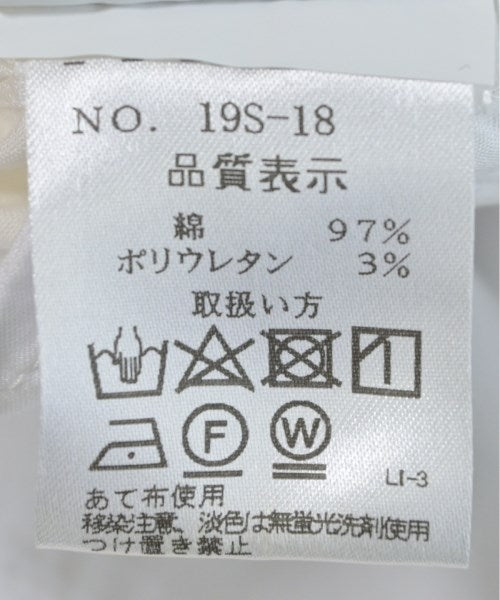 NO. 19S-18
品質表示
綿 97%
ポリウレタン 3%
取扱い方
F W
LI-3
あて布使用
移染注意、淡色は無蛍光洗剤使用
つけ置き禁止